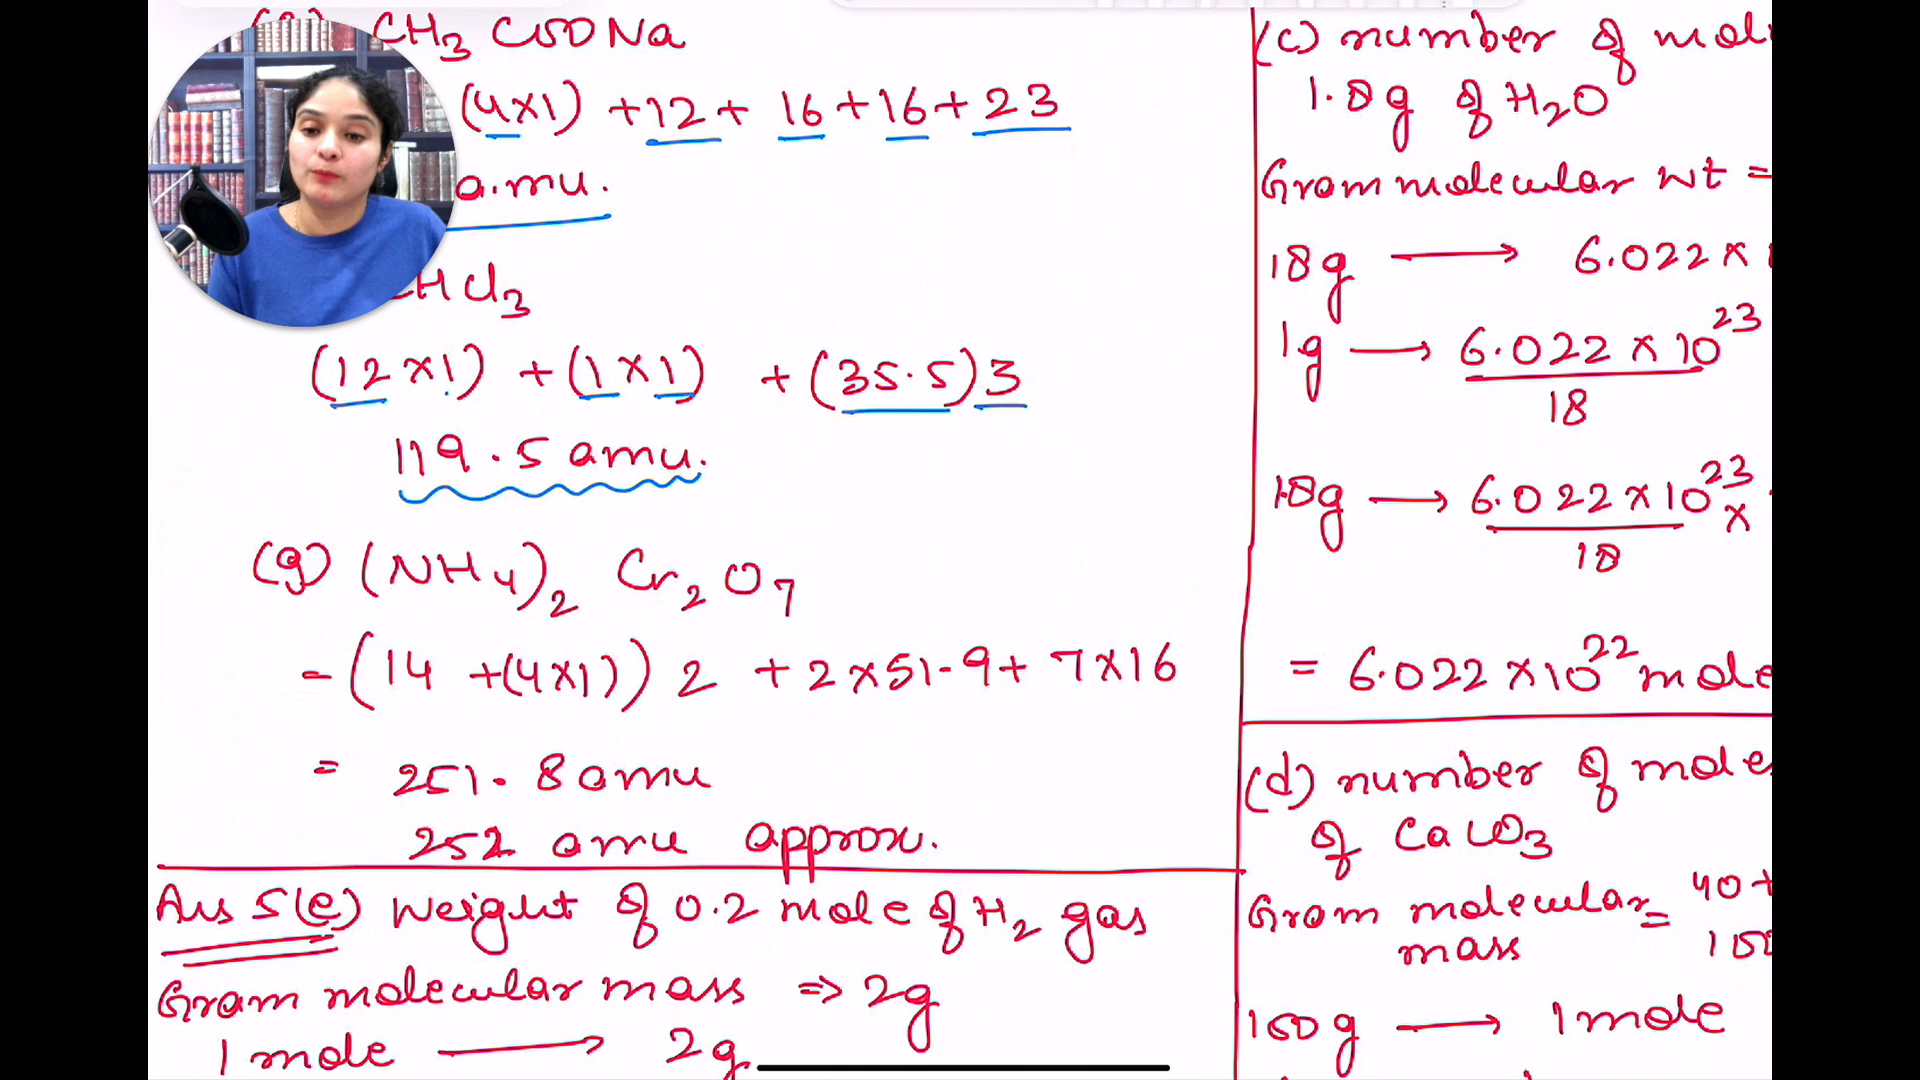 CH3 COONa
(4×1) + 12 + 16 + 16 + 23
a.mu.
CHCl3
(12×1) + (1×1) + (35.5)3
119.5 amu.
(g) (NH4)2 Cr2O7
= (14 + (4×1)) 2 + 2×51.9 + 7×16
= 251.8 amu
252 amu approx.
Ans 5(e) Weight of 0.2 mole of H2 gas
Gram molecular mass => 2g
1 mole → 2g
(c) number of mol
1.8g of H2O
Gram molecular wt =
18g → 6.022×
1g → 6.022×10^23
18
1.8g → 6.022×10^23 ×
18
= 6.022×10^22 mole
(d) number of mole
of CaCO3
Gram molecular = 40+
mass 100
100g → 1 mole